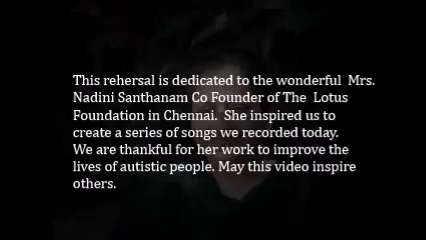 This rehersal is dedicated to the wonderful  Mrs.
Nadini Santhanam Co Founder of The  Lotus
Foundation in Chennai.  She inspired us to
create a series of songs we recorded today.
We are thankful for her work to improve the
lives of autistic people. May this video inspire
others.